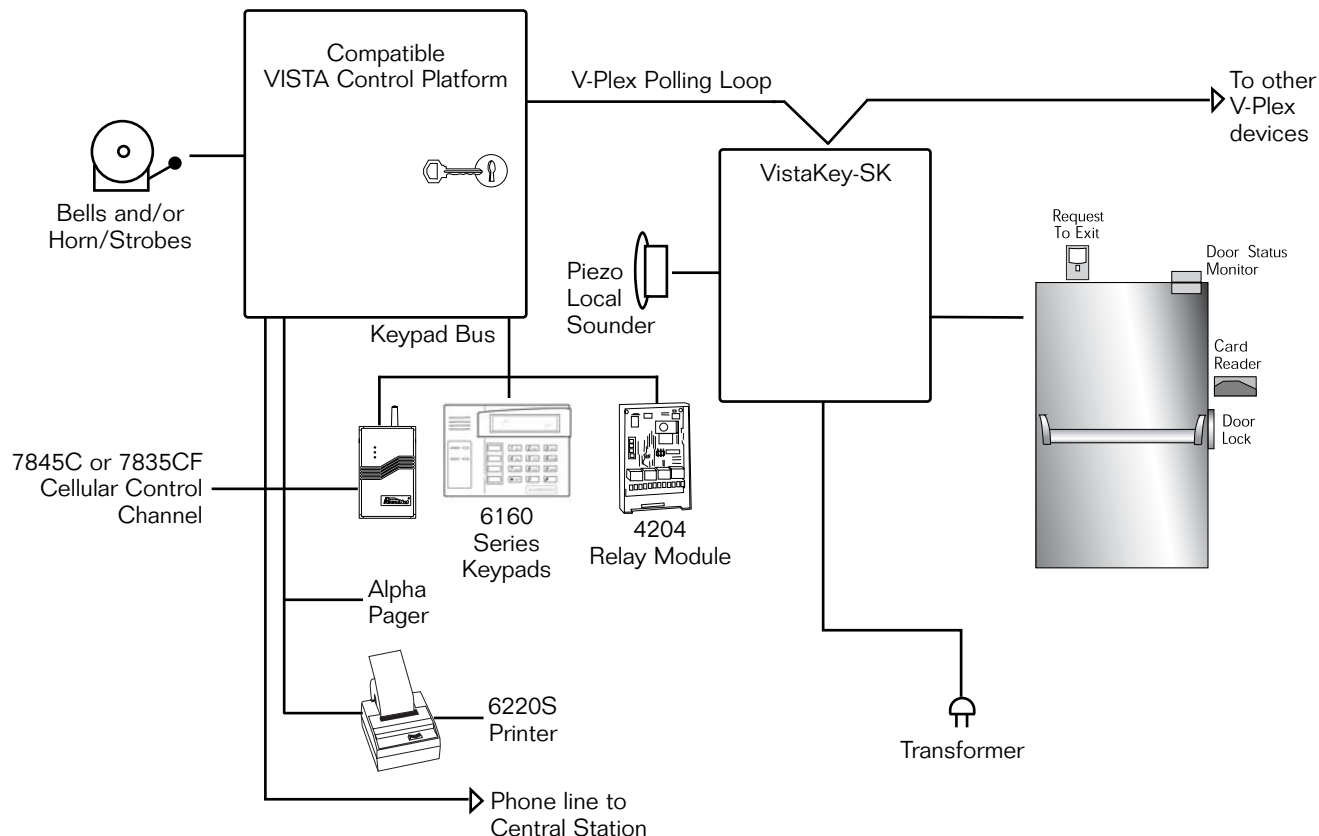 Compatible
VISTA Control Platform
V-Plex Polling Loop
To other
V-Plex
devices
Bells and/or
Horn/Strobes
VistaKey-SK
Piezo
Local
Sounder
Request
To Exit
Door Status
Monitor
Card
Reader
Door
Lock
Keypad Bus
7845C or 7835CF
Cellular Control
Channel
6160
Series
Keypads
4204
Relay Module
Alpha
Pager
6220S
Printer
Transformer
Phone line to
Central Station